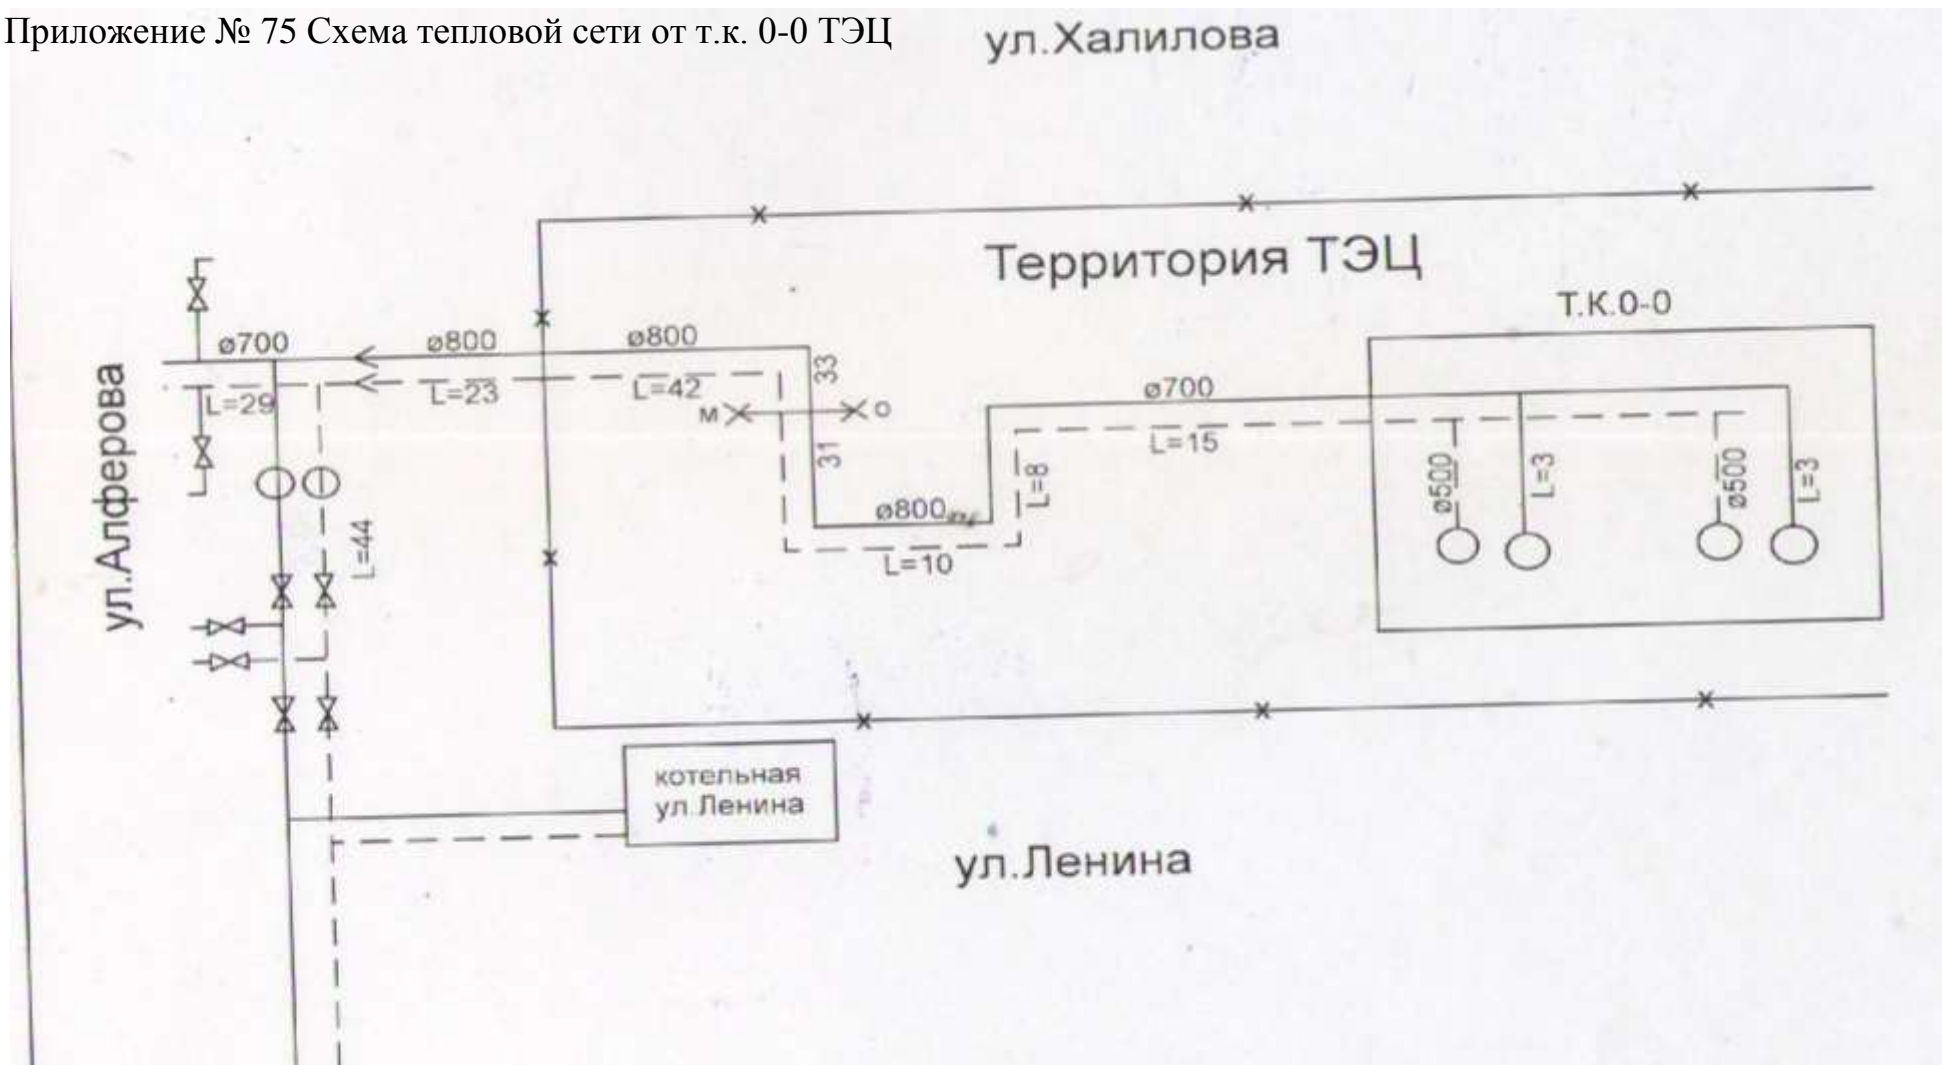 Приложение № 75 Схема тепловой сети от т.к. 0-0 ТЭЦ
ул.Халилова
Территория ТЭЦ
Т.К.0-0
ø700
ø800
ø800
L=29
L=23
L=42
33
м
о
31
ø700
L=15
L=8
ø800
L=10
ø500
L=3
ø500
L=3
ул.Алферова
L=44
котельная
ул.Ленина
ул.Ленина